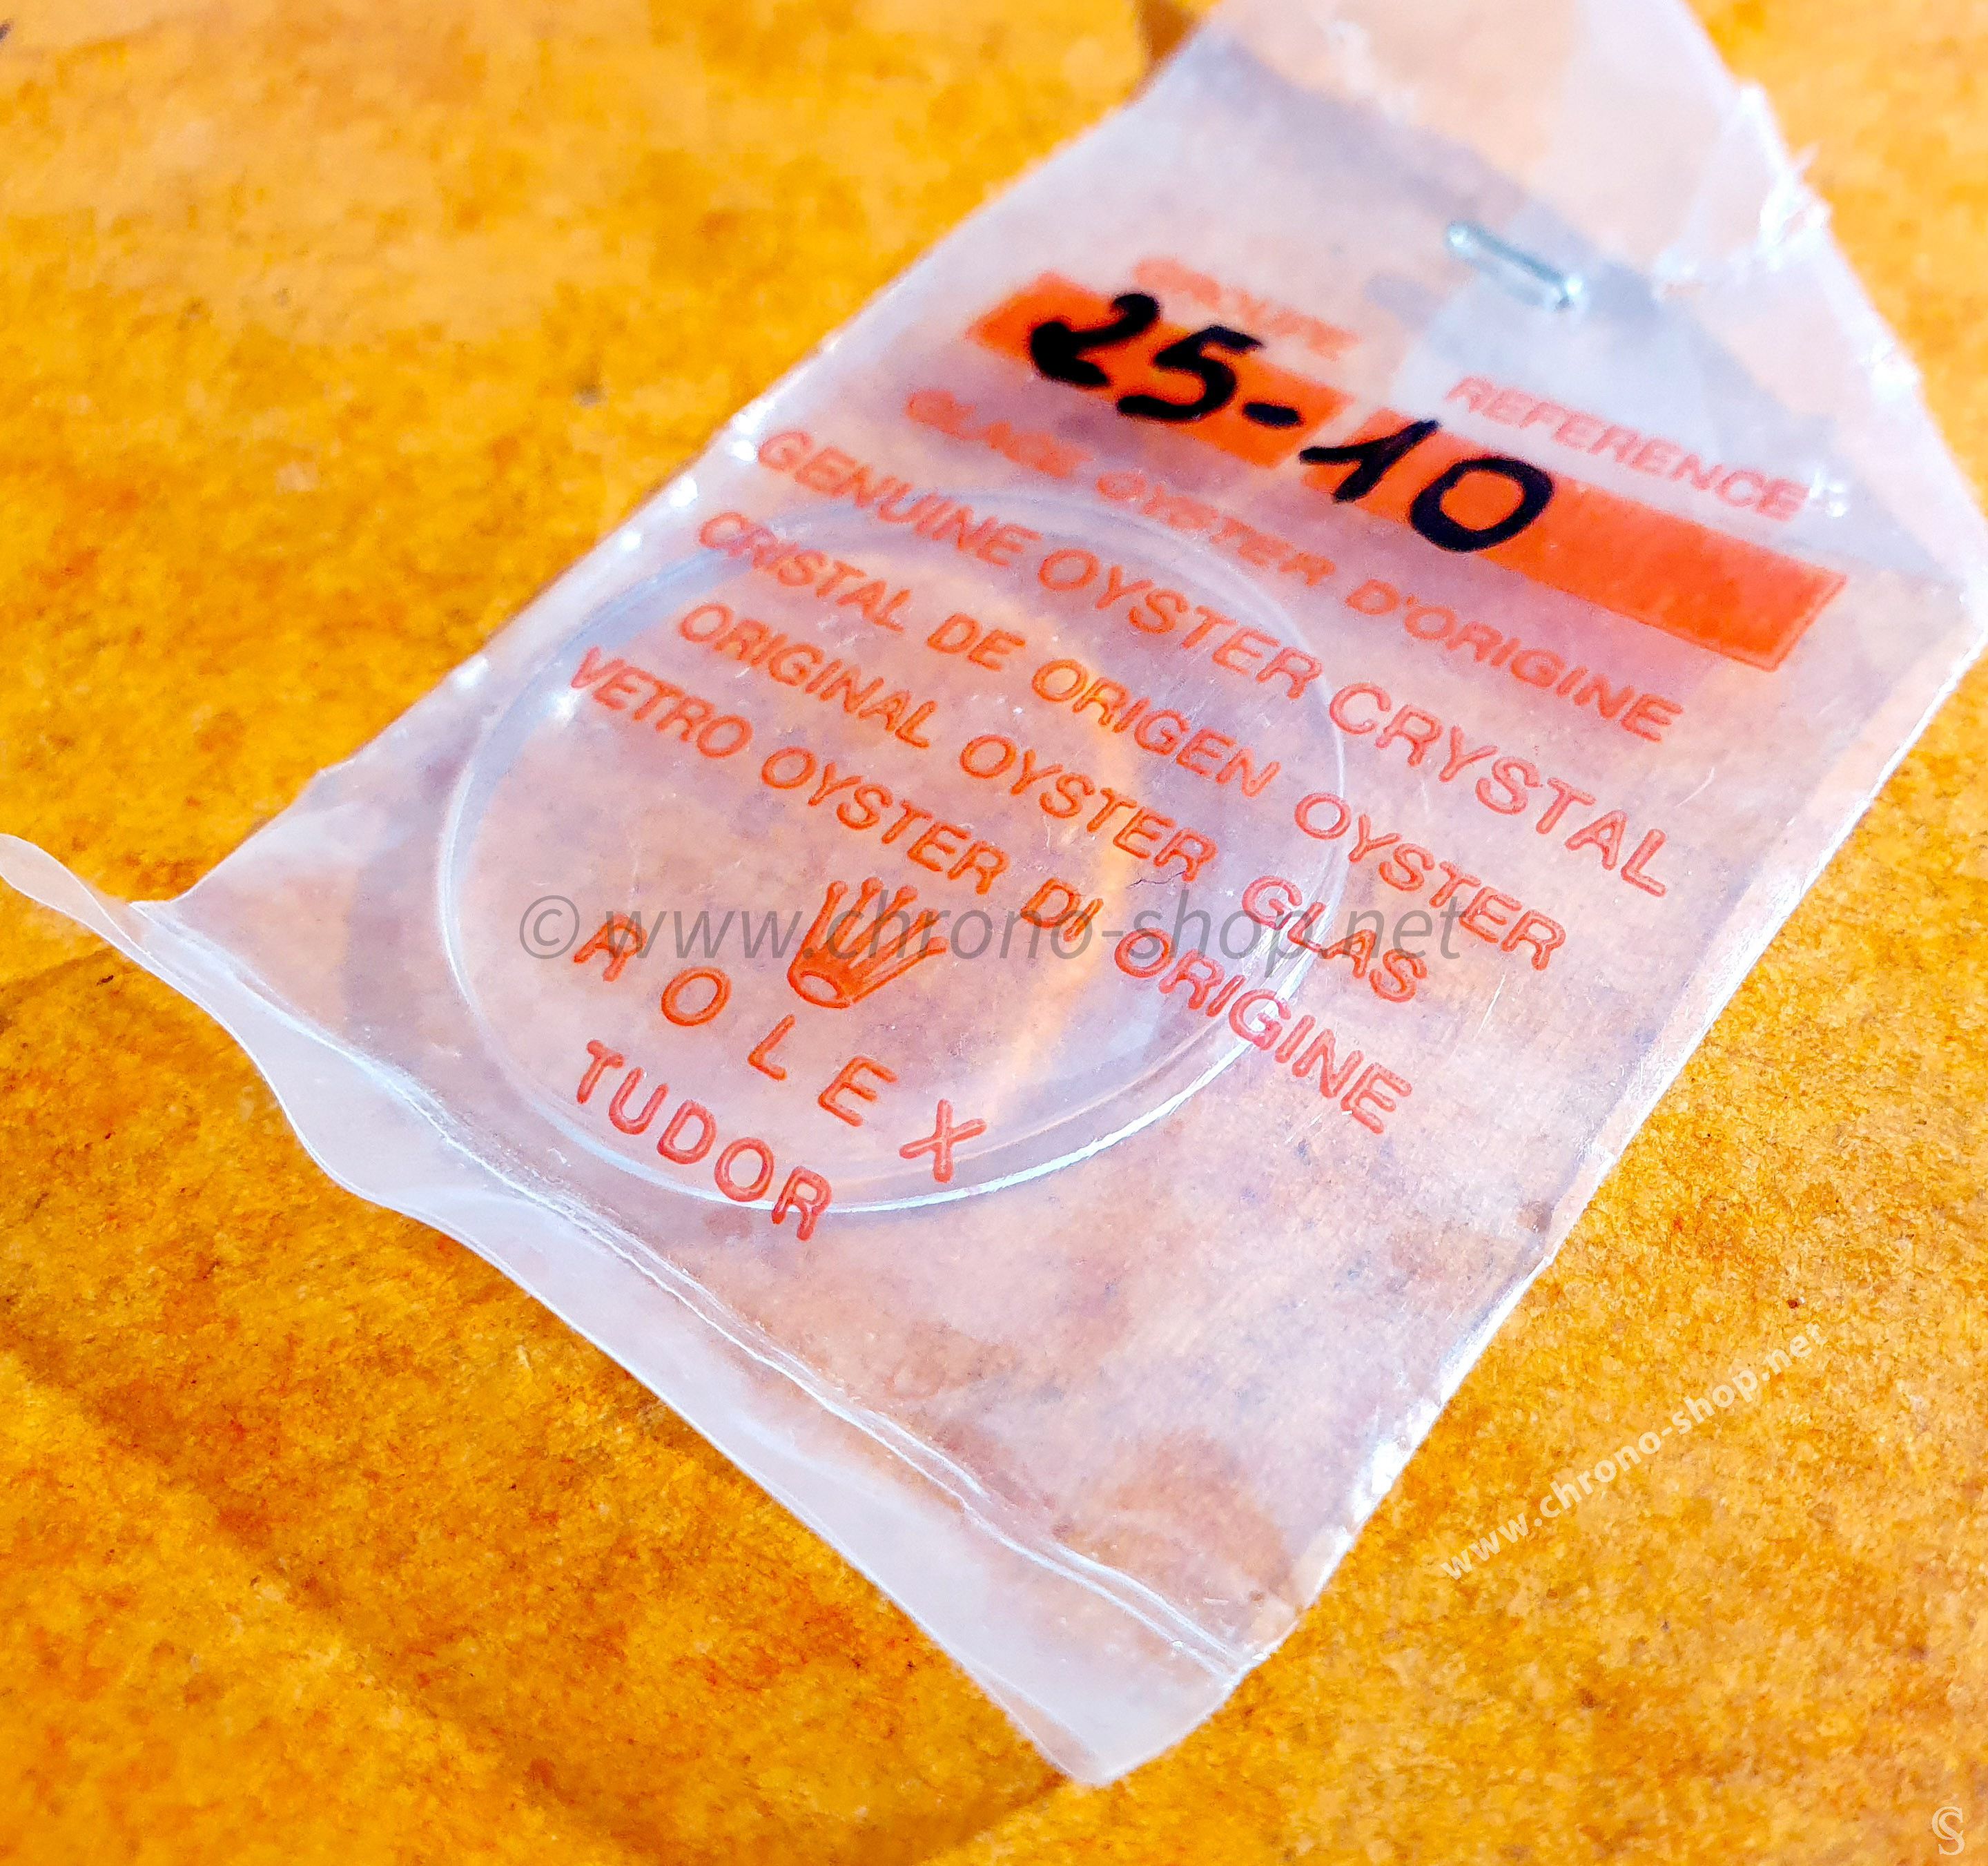 GROUPE
REFERENCE
25-10
GLACE OYSTER D'ORIGINE
GENUINE OYSTER CRYSTAL
CRISTAL DE ORIGEN OYSTER
ORIGINAL OYSTER GLAS
VETRO OYSTER DI ORIGINE
ROLEX
TUDOR
© www.chrono-shop.net
www.chrono-shop.net